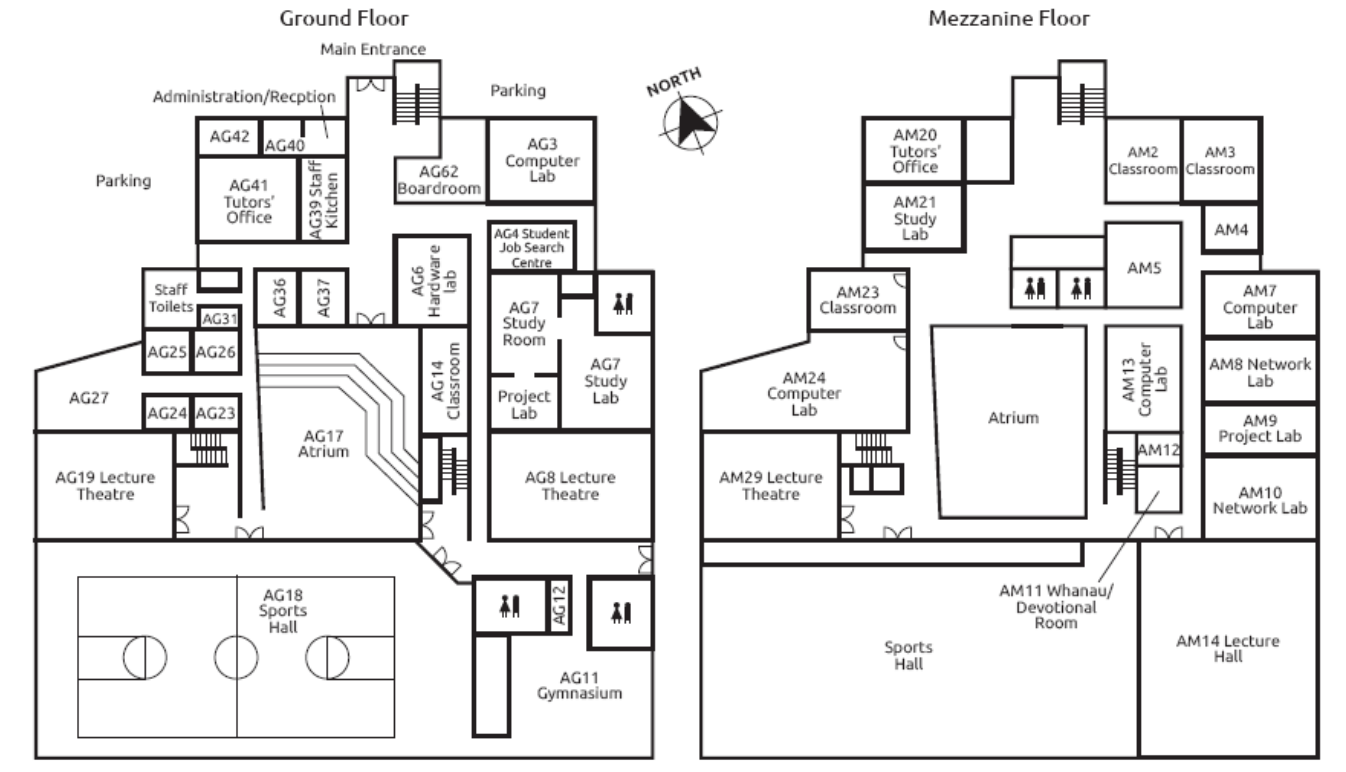 Ground Floor
Mezzanine Floor
Main Entrance
Administration/Recption
Parking
NORTH
AG42
AG40
AG3
Computer
Lab
AG62
Boardroom
Parking
AG41
Tutors'
Office
AG39 Staff
Kitchen
AG4 Student
Job Search
Centre
AG6
Hardware
lab
Staff
Toilets
AG36
AG37
AG31
AG7
Study
Room
AG25
AG26
AG14
Classroom
AG7
Study
Lab
AG27
Project
Lab
AG24
AG23
AG17
Atrium
AG19 Lecture
Theatre
AG8 Lecture
Theatre
AG18
Sports
Hall
AG12
AG11
Gymnasium
AM20
Tutors'
Office
AM2
Classroom
AM3
Classroom
AM21
Study
Lab
AM4
AM5
AM23
Classroom
AM7
Computer
Lab
AM24
Computer
Lab
AM13
Computer
Lab
AM8 Network
Lab
Atrium
AM9
Project Lab
AM12
AM29 Lecture
Theatre
AM10
Network Lab
AM11 Whanau/
Devotional
Room
Sports
Hall
AM14 Lecture
Hall